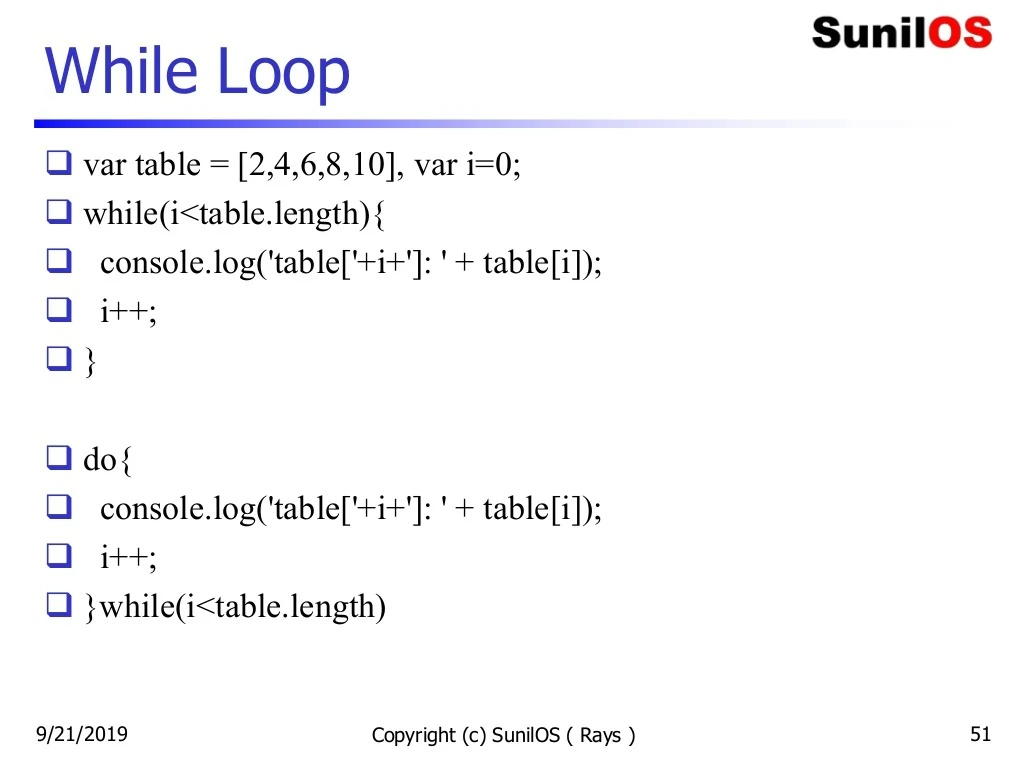 SunilOS
While Loop
var table = [2,4,6,8,10], var i=0;
while(i<table.length){
console.log('table['+i+']: ' + table[i]);
i++;
}
do{
console.log('table['+i+']: ' + table[i]);
i++;
}while(i<table.length)
9/21/2019 Copyright (c) SunilOS ( Rays ) 51